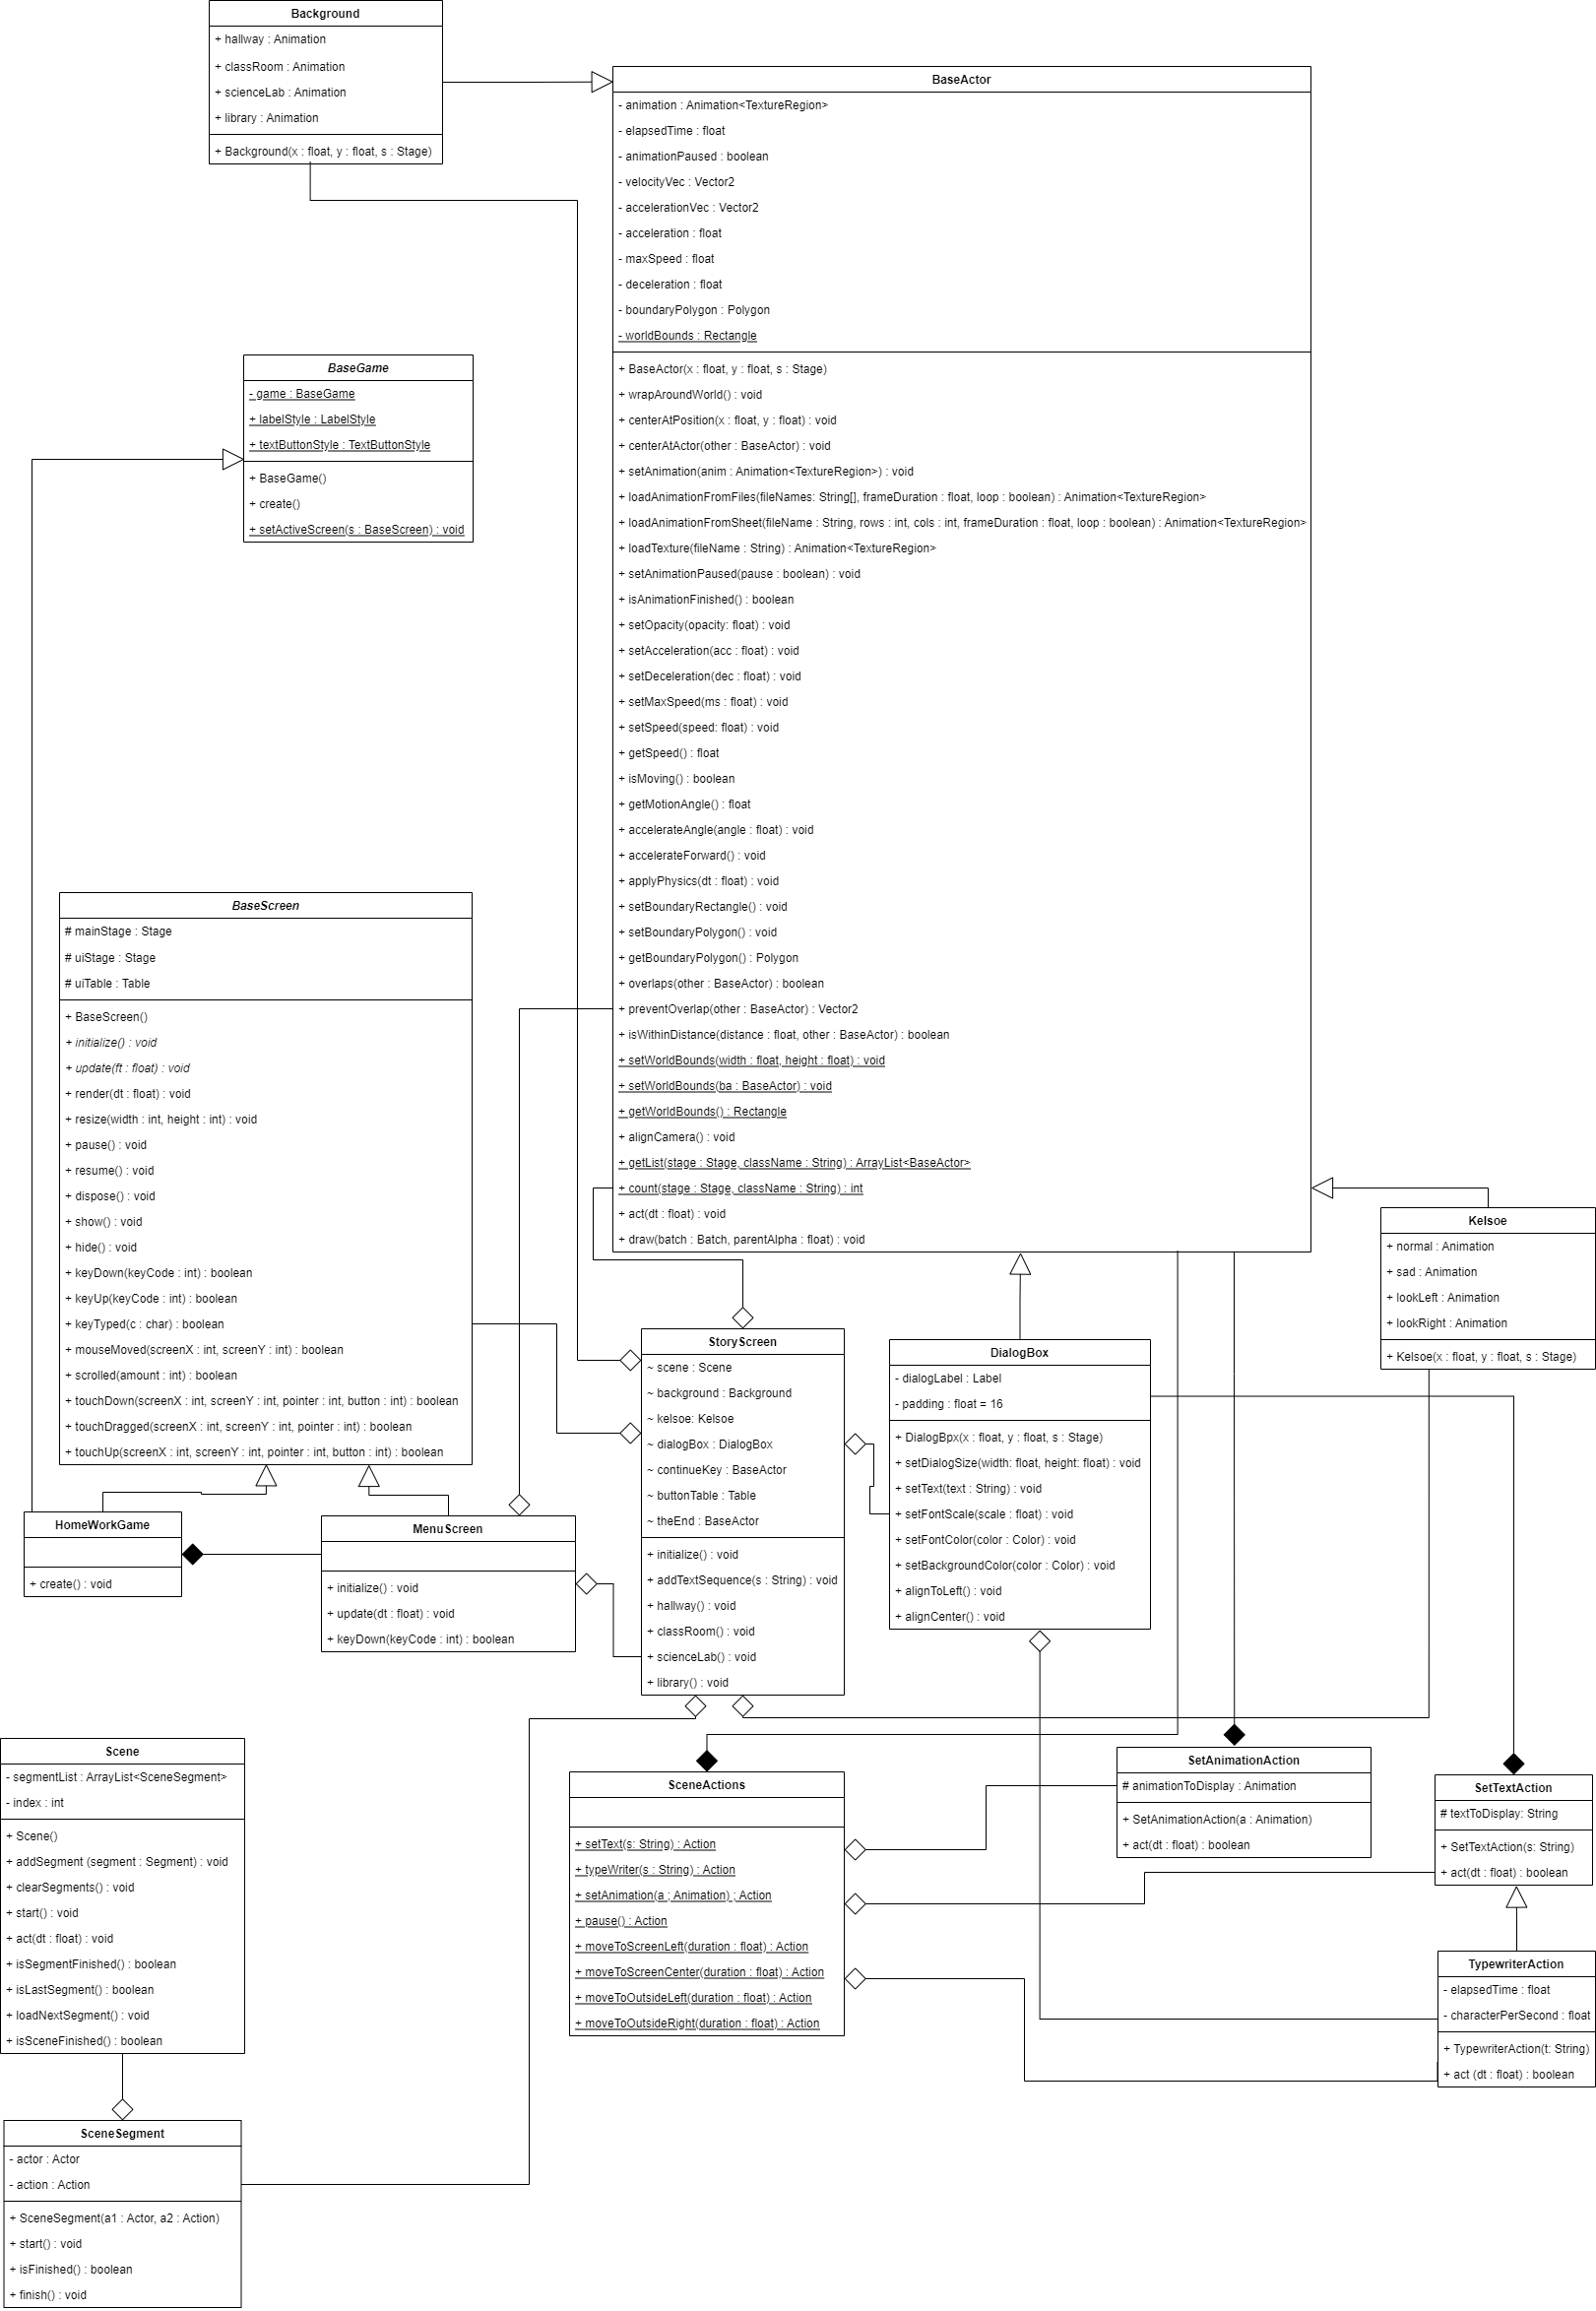 Background
+ hallway : Animation
+ classRoom : Animation
+ scienceLab : Animation
+ library : Animation
+ Background(x : float, y : float, s : Stage)
BaseActor
- animation : Animation<TextureRegion>
- elapsedTime : float
- animationPaused : boolean
- velocityVec : Vector2
- accelerationVec : Vector2
- acceleration : float
- maxSpeed : float
- deceleration : float
- boundaryPolygon : Polygon
- worldBounds : Rectangle
+ BaseActor(x : float, y : float, s : Stage)
+ wrapAroundWorld() : void
+ centerAtPosition(x : float, y : float) : void
+ centerAtActor(other : BaseActor) : void
+ setAnimation(anim : Animation<TextureRegion>) : void
+ loadAnimationFromFiles(fileNames: String[], frameDuration : float, loop : boolean) : Animation<TextureRegion>
+ loadAnimationFromSheet(fileName : String, rows : int, cols : int, frameDuration : float, loop : boolean) : Animation<TextureRegion>
+ loadTexture(fileName : String) : Animation<TextureRegion>
+ setAnimationPaused(pause : boolean) : void
+ isAnimationFinished() : boolean
+ setOpacity(opacity: float) : void
+ setAcceleration(acc : float) : void
+ setDeceleration(dec : float) : void
+ setMaxSpeed(ms : float) : void
+ setSpeed(speed: float) : void
+ getSpeed() : float
+ isMoving() : boolean
+ getMotionAngle() : float
+ accelerateAngle(angle : float) : void
+ accelerateForward() : void
+ applyPhysics(dt : float) : void
+ setBoundaryRectangle() : void
+ setBoundaryPolygon() : void
+ getBoundaryPolygon() : Polygon
+ overlaps(other : BaseActor) : boolean
+ preventOverlap(other : BaseActor) : Vector2
+ isWithinDistance(distance : float, other : BaseActor) : boolean
+ setWorldBounds(width : float, height : float) : void
+ setWorldBounds(ba : BaseActor) : void
+ getWorldBounds() : Rectangle
+ alignCamera() : void
+ getList(stage : Stage, className : String) : ArrayList<BaseActor>
+ count(stage : Stage, className : String) : int
+ act(dt : float) : void
+ draw(batch : Batch, parentAlpha : float) : void
BaseGame
- game : BaseGame
+ labelStyle : LabelStyle
+ textButtonStyle : TextButtonStyle
+ BaseGame()
+ create()
+ setActiveScreen(s : BaseScreen) : void
BaseScreen
# mainStage : Stage
# uiStage : Stage
# uiTable : Table
+ BaseScreen()
+ initialize() : void
+ update(ft : float) : void
+ render(dt : float) : void
+ resize(width : int, height : int) : void
+ pause() : void
+ resume() : void
+ dispose() : void
+ show() : void
+ hide() : void
+ keyDown(keyCode : int) : boolean
+ keyUp(keyCode : int) : boolean
+ keyTyped(c : char) : boolean
+ mouseMoved(screenX : int, screenY : int) : boolean
+ scrolled(amount : int) : boolean
+ touchDown(screenX : int, screenY : int, pointer : int, button : int) : boolean
+ touchDragged(screenX : int, screenY : int, pointer : int) : boolean
+ touchUp(screenX : int, screenY : int, pointer : int, button : int) : boolean
Kelsoe
+ normal : Animation
+ sad : Animation
+ lookLeft : Animation
+ lookRight : Animation
+ Kelsoe(x : float, y : float, s : Stage)
StoryScreen
~ scene : Scene
~ background : Background
~ kelsoe: Kelsoe
~ dialogBox : DialogBox
~ continueKey : BaseActor
~ buttonTable : Table
~ theEnd : BaseActor
+ initialize() : void
+ addTextSequence(s : String) : void
+ hallway() : void
+ classRoom() : void
+ scienceLab() : void
+ library() : void
DialogBox
- dialogLabel : Label
- padding : float = 16
+ DialogBpx(x : float, y : float, s : Stage)
+ setDialogSize(width: float, height: float) : void
+ setText(text : String) : void
+ setFontScale(scale : float) : void
+ setFontColor(color : Color) : void
+ setBackgroundColor(color : Color) : void
+ alignToLeft() : void
+ alignCenter() : void
HomeWorkGame
+ create() : void
MenuScreen
+ initialize() : void
+ update(dt : float) : void
+ keyDown(keyCode : int) : boolean
Scene
- segmentList : ArrayList<SceneSegment>
- index : int
+ Scene()
+ addSegment (segment : Segment) : void
+ clearSegments() : void
+ start() : void
+ act(dt : float) : void
+ isSegmentFinished() : boolean
+ isLastSegment() : boolean
+ loadNextSegment() : void
+ isSceneFinished() : boolean
SceneActions
+ setText(s: String) : Action
+ typeWriter(s : String) : Action
+ setAnimation(a ; Animation) ; Action
+ pause() : Action
+ moveToScreenLeft(duration : float) : Action
+ moveToScreenCenter(duration : float) : Action
+ moveToOutsideLeft(duration : float) : Action
+ moveToOutsideRight(duration : float) : Action
SetAnimationAction
# animationToDisplay : Animation
+ SetAnimationAction(a : Animation)
+ act(dt : float) : boolean
SetTextAction
# textToDisplay: String
+ SetTextAction(s: String)
+ act(dt : float) : boolean
TypewriterAction
- elapsedTime : float
- characterPerSecond : float
+ TypewriterAction(t: String)
+ act (dt : float) : boolean
SceneSegment
- actor : Actor
- action : Action
+ SceneSegment(a1 : Actor, a2 : Action)
+ start() : void
+ isFinished() : boolean
+ finish() : void